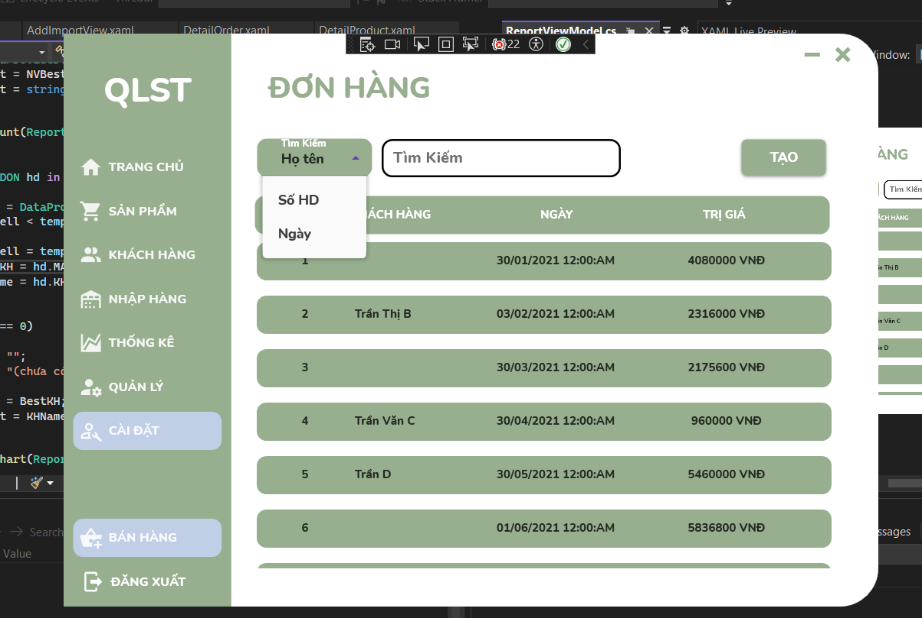 AddImportView.xaml
DetailOrder.xaml
DetailProduct.xaml
ReportViewModel.cs
XAML Live Preview
22
indow:
t = NVBest
t = string
unt(Report
DON hd in
= DataPro
ell < temp
ell = temp
KH = hd.MA
me = hd.KH
== 0)
"";
"(chưa có
= BestKH;
t = KHName
hart(Repor
Search
Value
QLST
TRANG CHỦ
SẢN PHẨM
KHÁCH HÀNG
NHẬP HÀNG
THỐNG KÊ
QUẢN LÝ
CÀI ĐẶT
BÁN HÀNG
ĐĂNG XUẤT
ĐƠN HÀNG
Tìm Kiếm
Họ tên
Số HD
Ngày
Tìm Kiếm
TẠO
HÁCH HÀNG NGÀY TRỊ GIÁ
1 30/01/2021 12:00:AM 4080000 VNĐ
2 Trần Thị B 03/02/2021 12:00:AM 2316000 VNĐ
3 30/03/2021 12:00:AM 2175600 VNĐ
4 Trần Văn C 30/04/2021 12:00:AM 960000 VNĐ
5 Trần D 30/05/2021 12:00:AM 5460000 VNĐ
6 01/06/2021 12:00:AM 5836800 VNĐ
ÀNG
Tìm Kiếm
ÁCH HÀNG
Thị B
Văn C
D
ssages